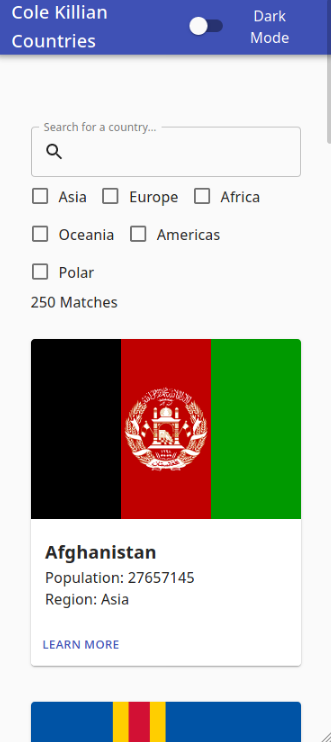 Cole Killian
Countries
Dark
Mode
Search for a country...
Asia
Europe
Africa
Oceania
Americas
Polar
250 Matches
Afghanistan
Population: 27657145
Region: Asia
LEARN MORE